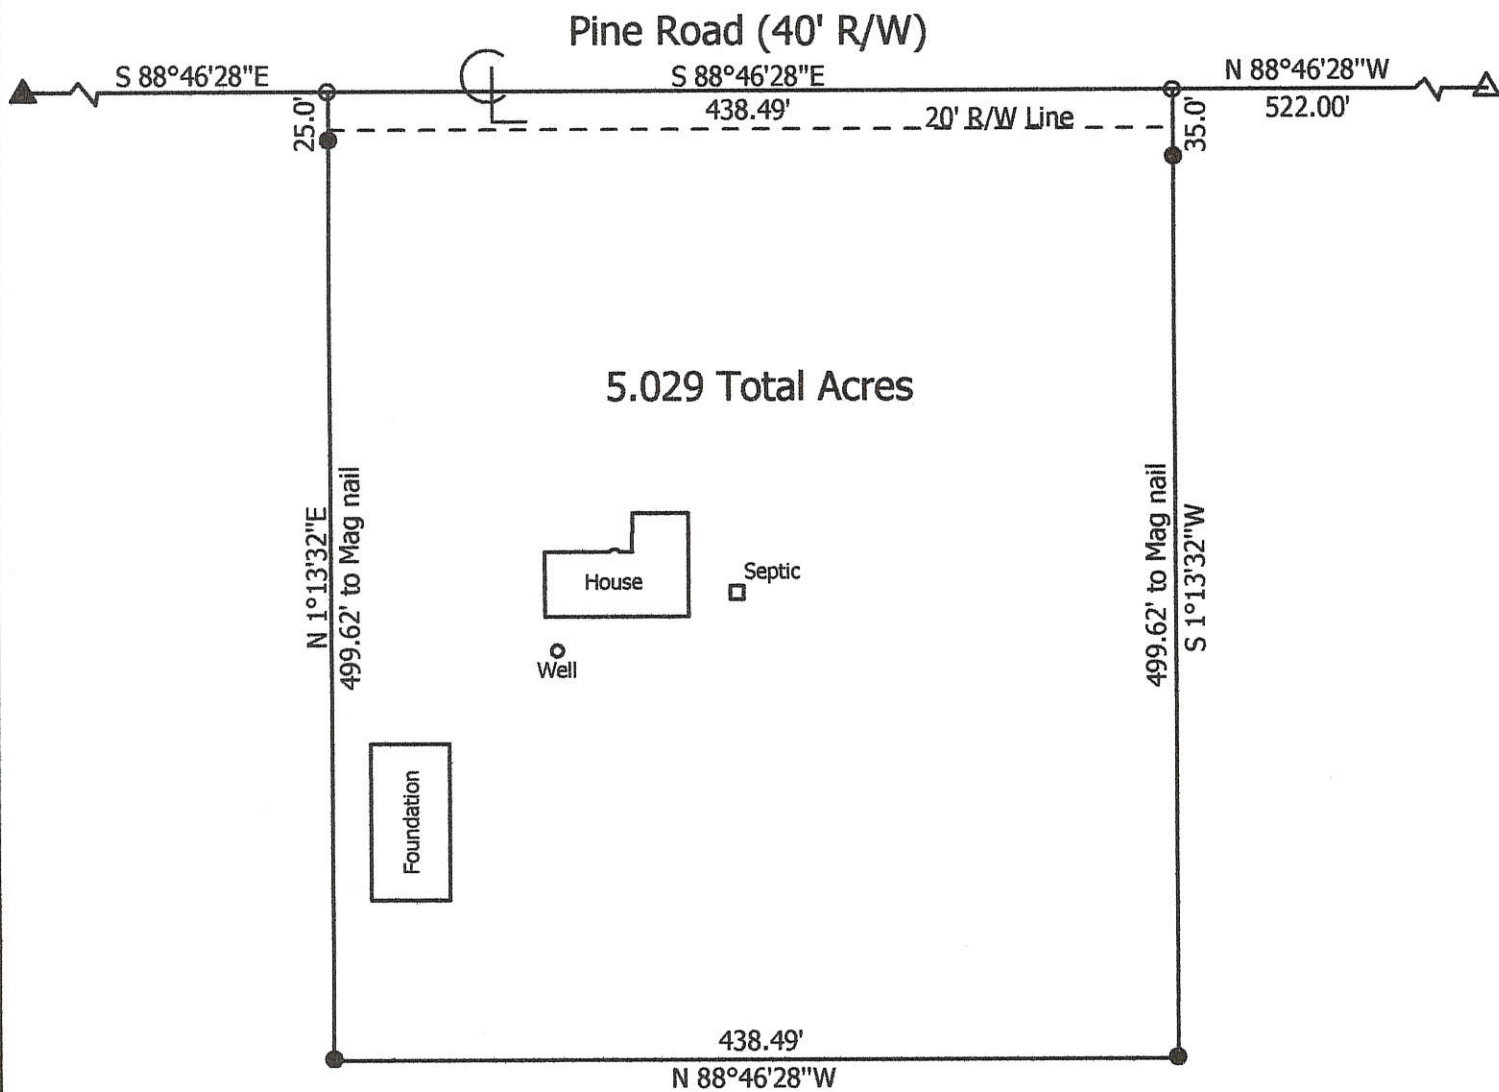 Pine Road (40' R/W)
S 88°46'28"E
S 88°46'28"E
N 88°46'28"W
438.49'
522.00'
25.0'
20' R/W Line
35.0'
5.029 Total Acres
N 1°13'32"E
499.62' to Mag nail
499.62' to Mag nail
S 1°13'32"W
House
Septic
Well
Foundation
438.49'
N 88°46'28"W